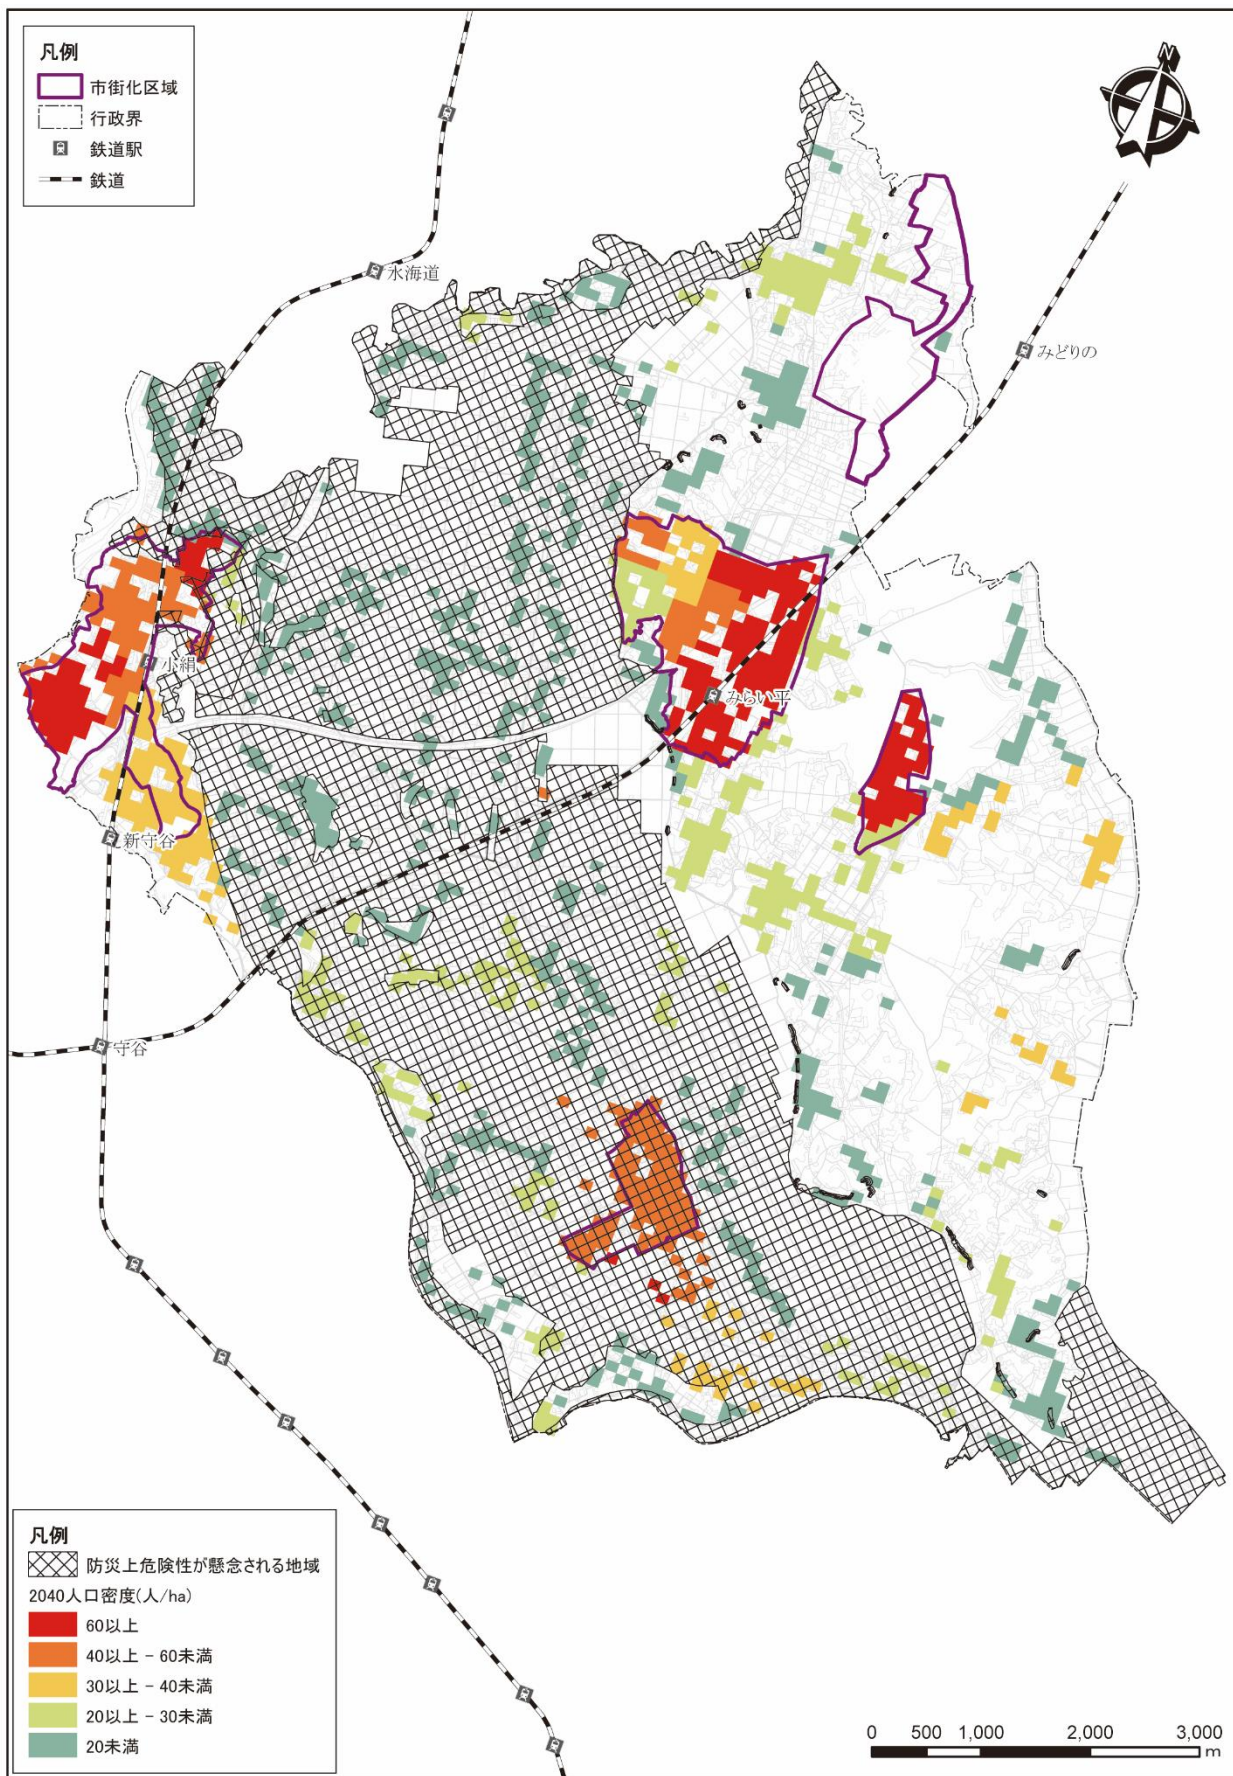 凡例
市街化区域
行政界
鉄道駅
鉄道
N
水海道
みどりの
小絹
みらい平
新守谷
守谷
凡例
防災上危険性が懸念される地域
2040人口密度(人/ha)
60以上
40以上 - 60未満
30以上 - 40未満
20以上 - 30未満
20未満
0 500 1,000 2,000 3,000
m